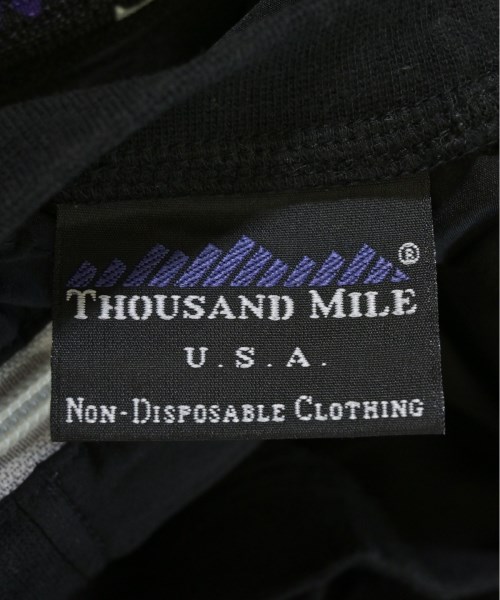 ®
THOUSAND MILE
U.S.A.
NON-DISPOSABLE CLOTHING